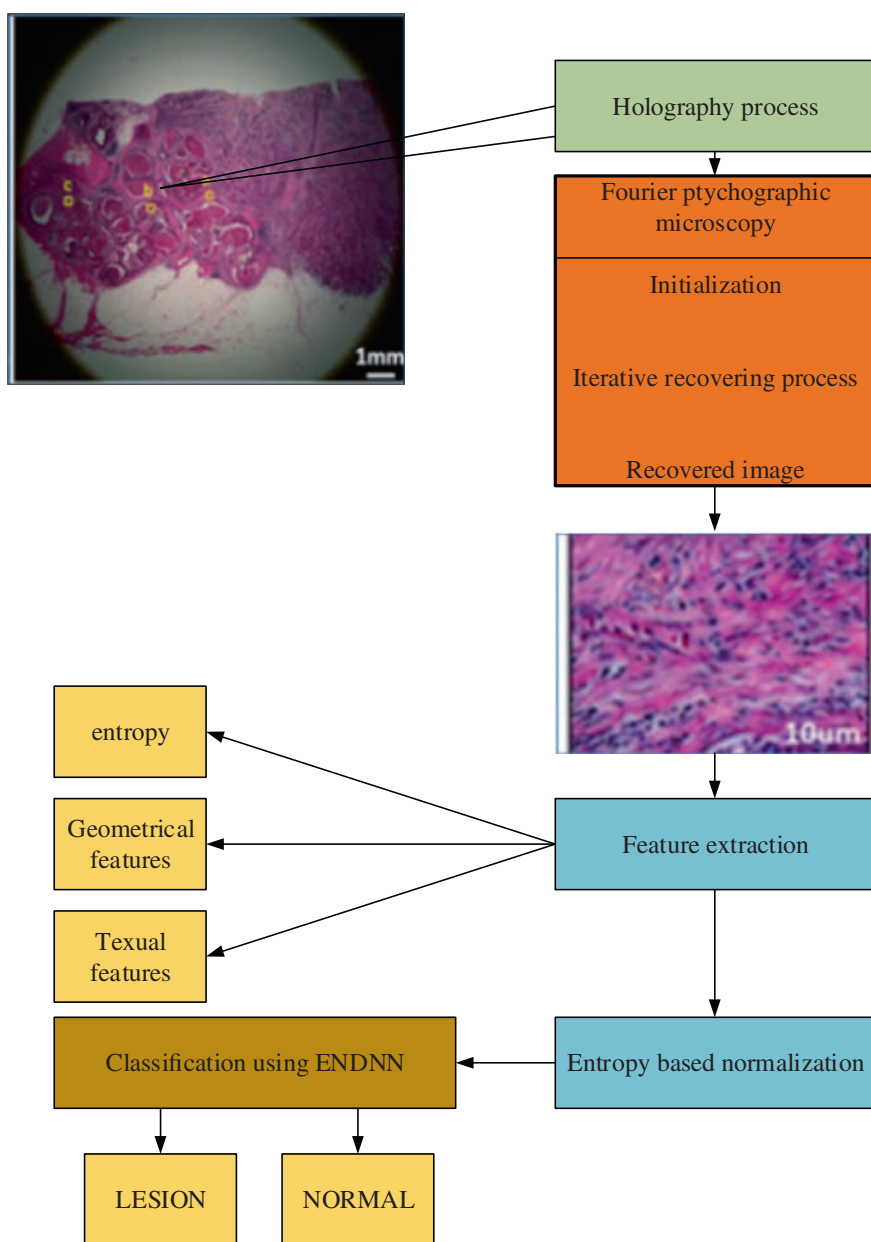 c
b
1mm
Holography process
Fourier ptychographic
microscopy
Initialization
Iterative recovering process
Recovered image
10um
entropy
Geometrical
features
Feature extraction
Texual
features
Classification using ENDNN
Entropy based normalization
LESION
NORMAL